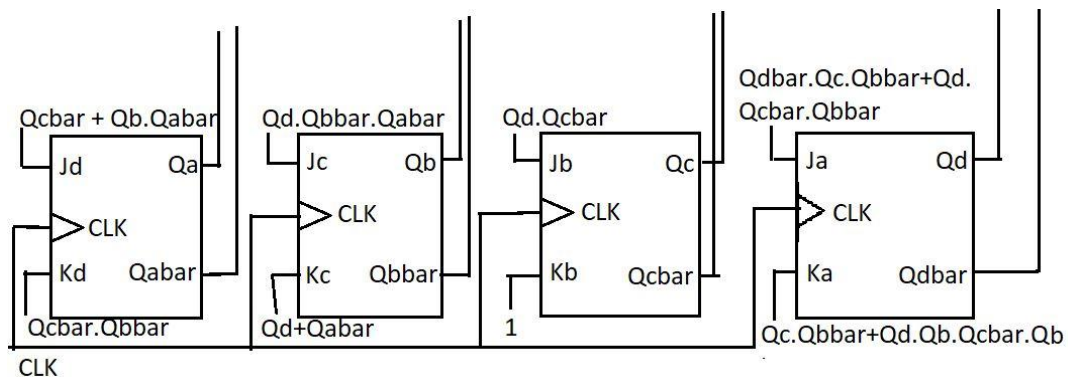 Qdbar.Qc.Qbbar+Qd.
Qcbar.Qbbar
Qcbar + Qb.Qabar
Qd.Qbbar.Qabar
Qd.Qcbar
Jd
Qa
Jc
Qb
Jb
Qc
Ja
Qd
CLK
CLK
CLK
CLK
Kd
Qabar
Kc
Qbbar
Kb
Qcbar
Ka
Qdbar
Qcbar.Qbbar
Qd+Qabar
1
Qc.Qbbar+Qd.Qb.Qcbar.Qb
CLK